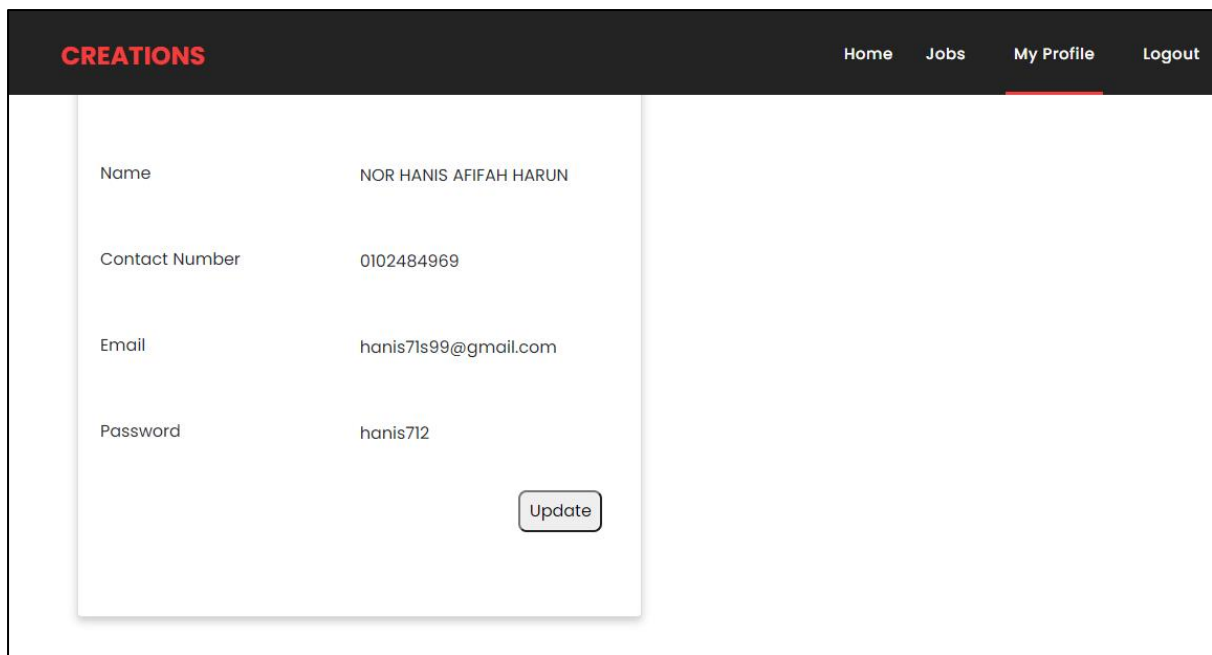 CREATIONS Home Jobs My Profile Logout
Name NOR HANIS AFIFAH HARUN
Contact Number 0102484969
Email hanis71s99@gmail.com
Password hanis712
Update